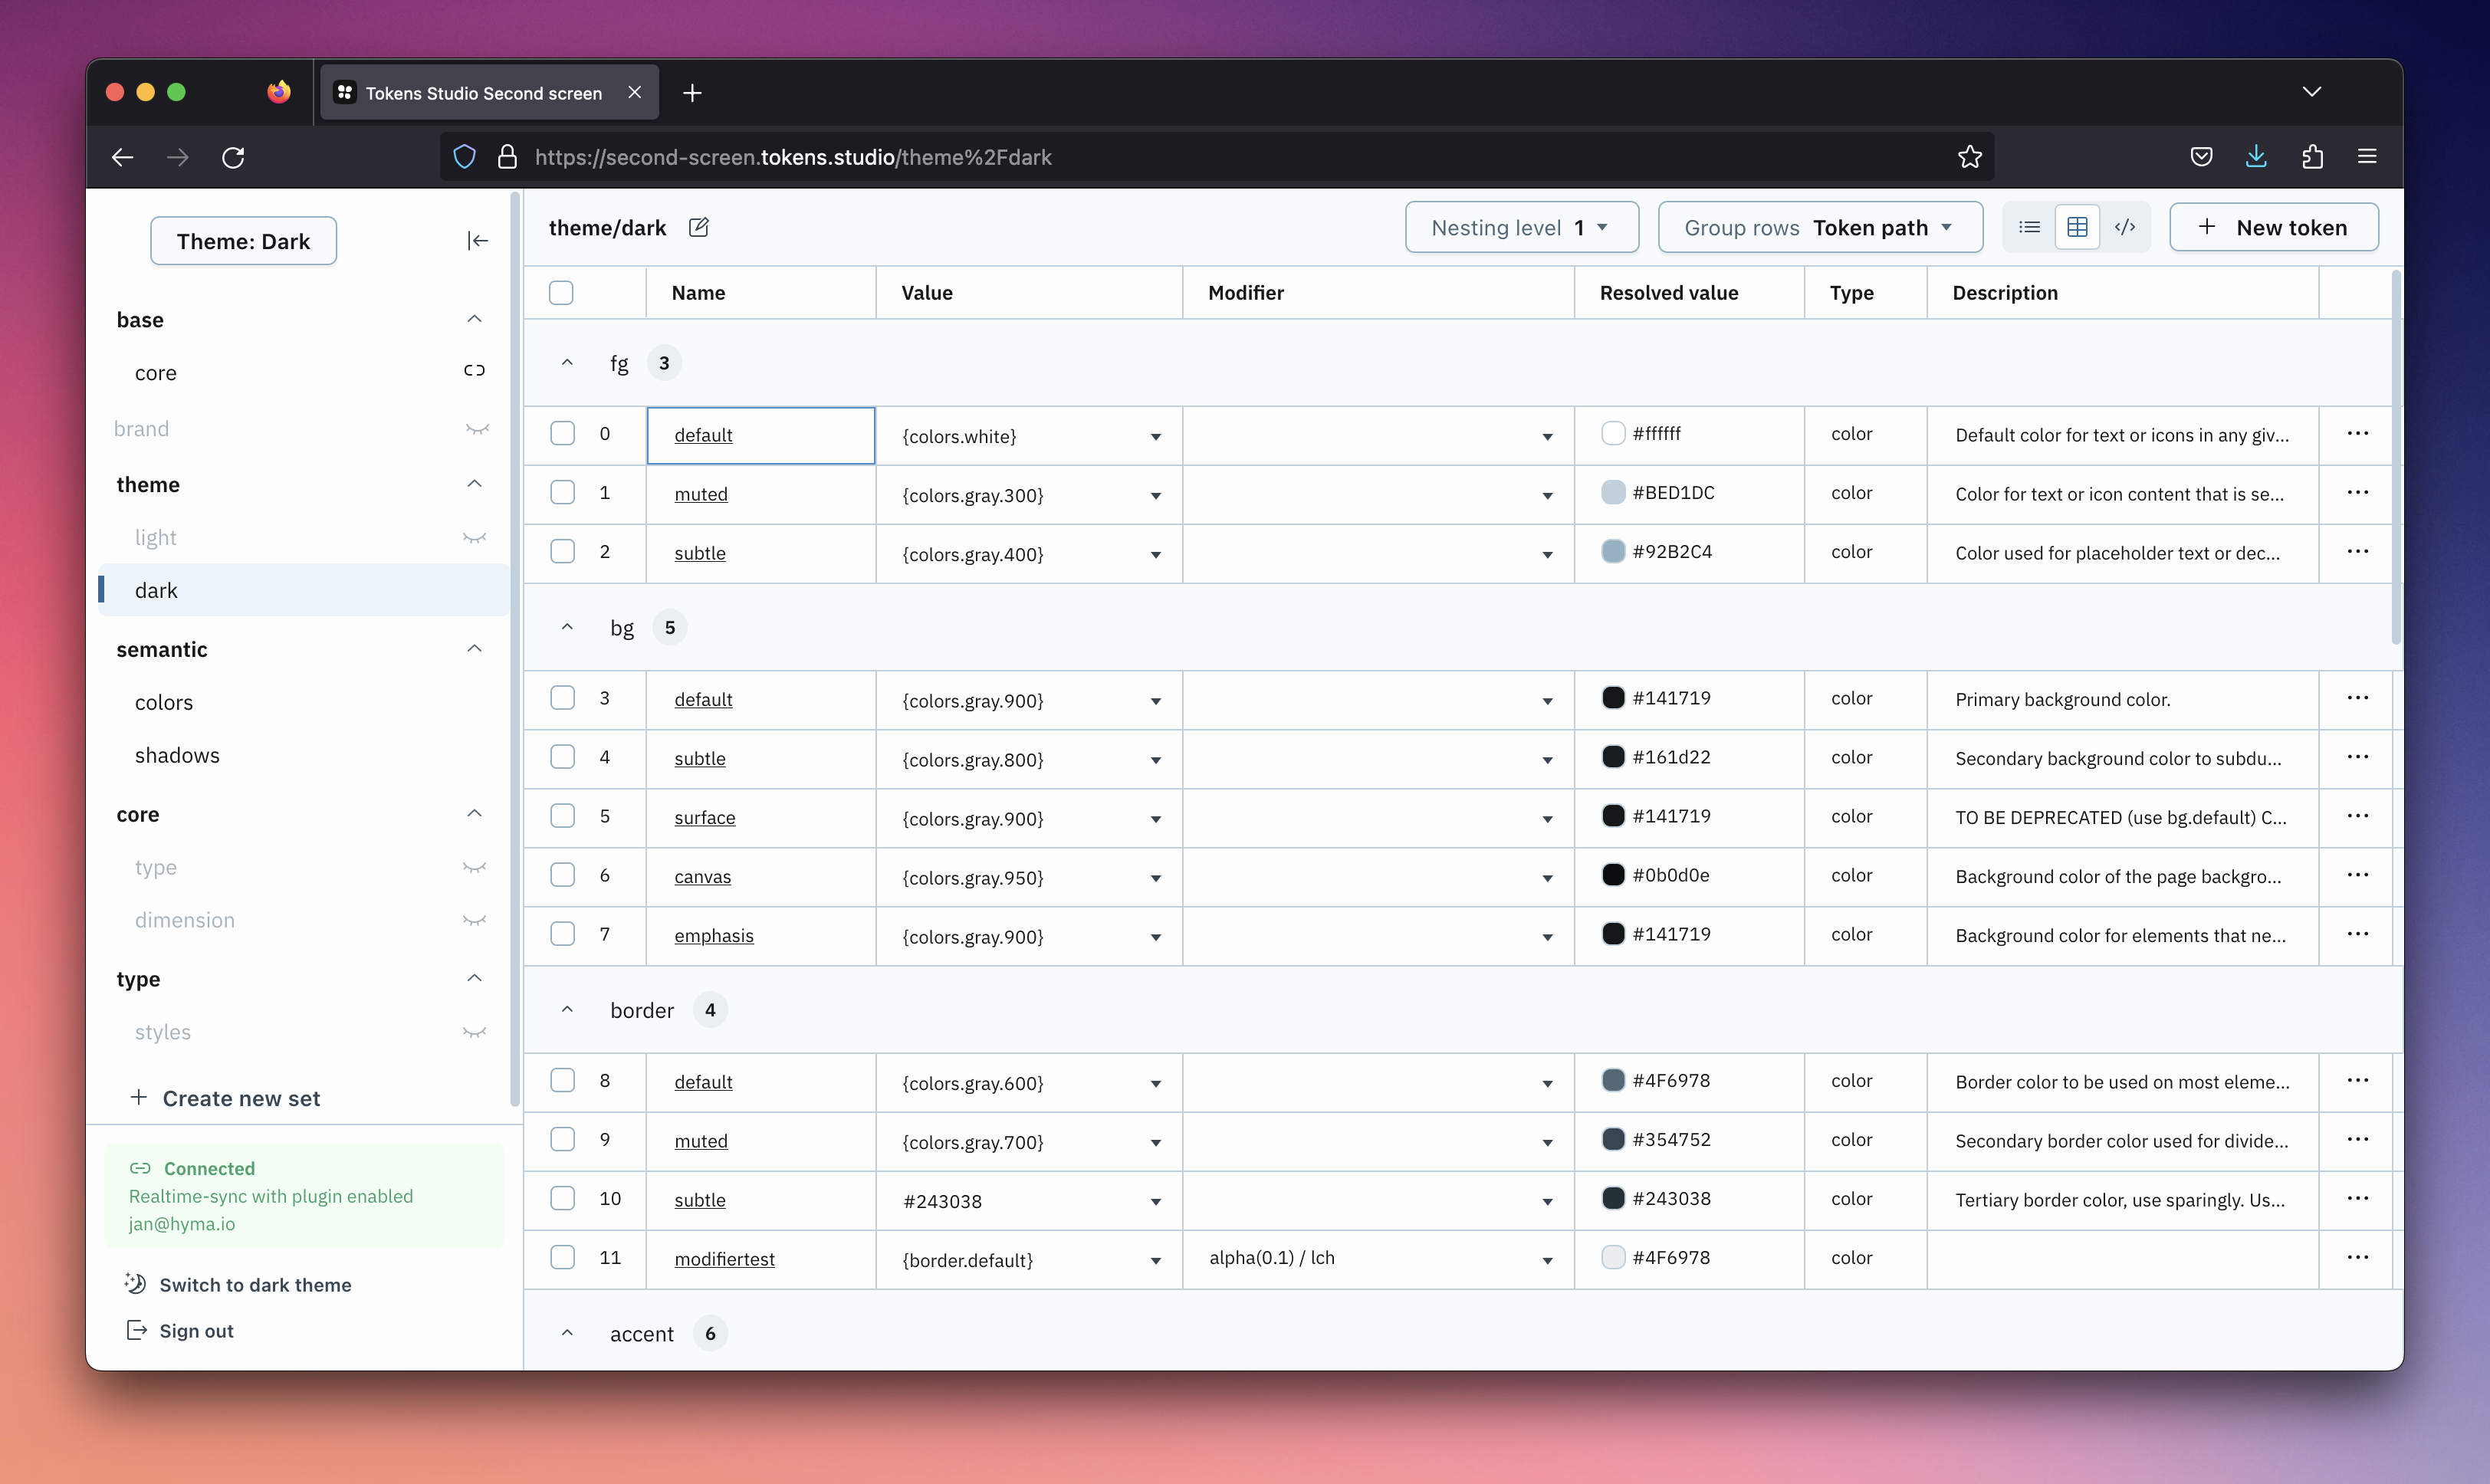 Tokens Studio Second screen
https://second-screen.tokens.studio/theme%2Fdark
Theme: Dark
base
core
brand
theme
light
dark
semantic
colors
shadows
core
type
dimension
type
styles
Create new set
Connected
Realtime-sync with plugin enabled
jan@hyma.io
Switch to dark theme
Sign out
theme/dark
Nesting level 1
Group rows Token path
</>
New token
Name Value Modifier Resolved value Type Description
fg 3
0 default {colors.white} #ffffff color Default color for text or icons in any giv...
1 muted {colors.gray.300} #BED1DC color Color for text or icon content that is se...
2 subtle {colors.gray.400} #92B2C4 color Color used for placeholder text or dec...
bg 5
3 default {colors.gray.900} #141719 color Primary background color.
4 subtle {colors.gray.800} #161d22 color Secondary background color to subdu...
5 surface {colors.gray.900} #141719 color TO BE DEPRECATED (use bg.default) C...
6 canvas {colors.gray.950} #0b0d0e color Background color of the page backgro...
7 emphasis {colors.gray.900} #141719 color Background color for elements that ne...
border 4
8 default {colors.gray.600} #4F6978 color Border color to be used on most eleme...
9 muted {colors.gray.700} #354752 color Secondary border color used for divide...
10 subtle #243038 #243038 color Tertiary border color, use sparingly. Us...
11 modifiertest {border.default} alpha(0.1) / lch #4F6978 color
accent 6